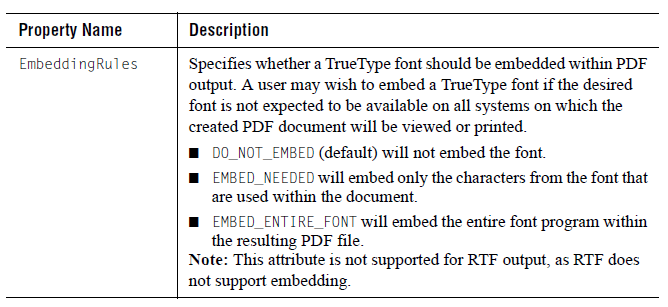 Property Name Description
EmbeddingRules Specifies whether a TrueType font should be embedded within PDF
output. A user may wish to embed a TrueType font if the desired
font is not expected to be available on all systems on which the
created PDF document will be viewed or printed.
■ DO_NOT_EMBED (default) will not embed the font.
■ EMBED_NEEDED will embed only the characters from the font that
are used within the document.
■ EMBED_ENTIRE_FONT will embed the entire font program within
the resulting PDF file.
Note: This attribute is not supported for RTF output, as RTF does
not support embedding.